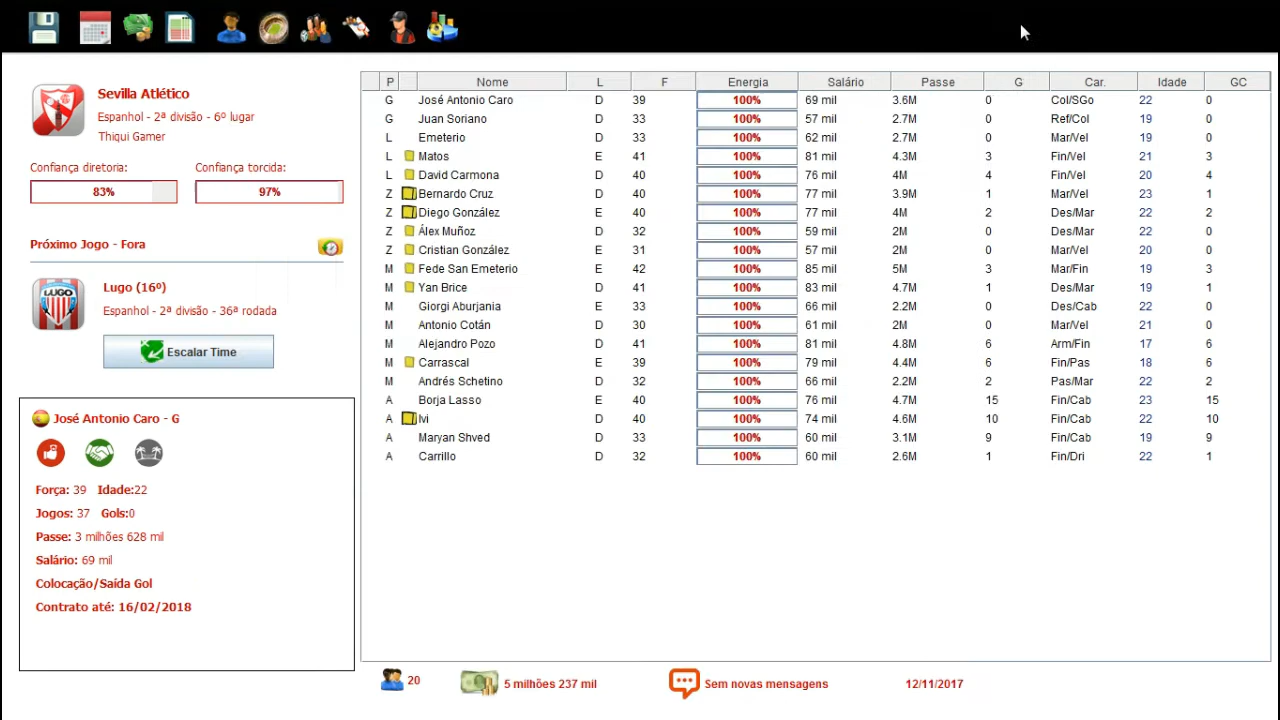 Sevilla Atlético
Espanhol - 2ª divisão - 6º lugar
Thiqui Gamer
Confiança diretoria: Confiança torcida:
83% 97%
Próximo Jogo - Fora
LUGO
Lugo (16º)
Espanhol - 2ª divisão - 36ª rodada
Escalar Time
José Antonio Caro - G
Força: 39 Idade:22
Jogos: 37 Gols:0
Passe: 3 milhões 628 mil
Salário: 69 mil
Colocação/Saída Gol
Contrato até: 16/02/2018
P Nome L F Energia Salário Passe G Car. Idade GC
G José Antonio Caro D 39 100% 69 mil 3.6M 0 Col/SGo 22 0
G Juan Soriano D 33 100% 57 mil 2.7M 0 Ref/Col 19 0
L Emeterio D 33 100% 62 mil 2.7M 0 Mar/Vel 19 0
L Matos E 41 100% 81 mil 4.3M 3 Fin/Vel 21 3
L David Carmona D 40 100% 76 mil 4M 4 Fin/Vel 20 4
Z Bernardo Cruz D 40 100% 77 mil 3.9M 1 Mar/Vel 23 1
Z Diego González E 40 100% 77 mil 4M 2 Des/Mar 22 2
Z Álex Muñoz D 32 100% 59 mil 2M 0 Des/Mar 22 0
Z Cristian González E 31 100% 57 mil 2M 0 Mar/Vel 20 0
M Fede San Emeterio D 42 100% 85 mil 5M 3 Mar/Fin 19 3
M Yan Brice D 41 100% 83 mil 4.7M 1 Des/Mar 19 1
M Giorgi Aburjania E 33 100% 66 mil 2.2M 0 Des/Cab 22 0
M Antonio Cotán D 30 100% 61 mil 2M 0 Mar/Vel 21 0
M Alejandro Pozo D 41 100% 81 mil 4.8M 6 Arm/Fin 17 6
M Carrascal E 39 100% 79 mil 4.4M 6 Fin/Pas 18 6
M Andrés Schetino D 32 100% 66 mil 2.2M 2 Pas/Mar 22 2
A Borja Lasso E 40 100% 76 mil 4.7M 15 Fin/Cab 23 15
A Ivi D 40 100% 74 mil 4.6M 10 Fin/Cab 22 10
A Maryan Shved D 33 100% 60 mil 3.1M 9 Fin/Cab 19 9
A Carrillo D 32 100% 60 mil 2.6M 1 Fin/Dri 22 1
20 5 milhões 237 mil Sem novas mensagens 12/11/2017